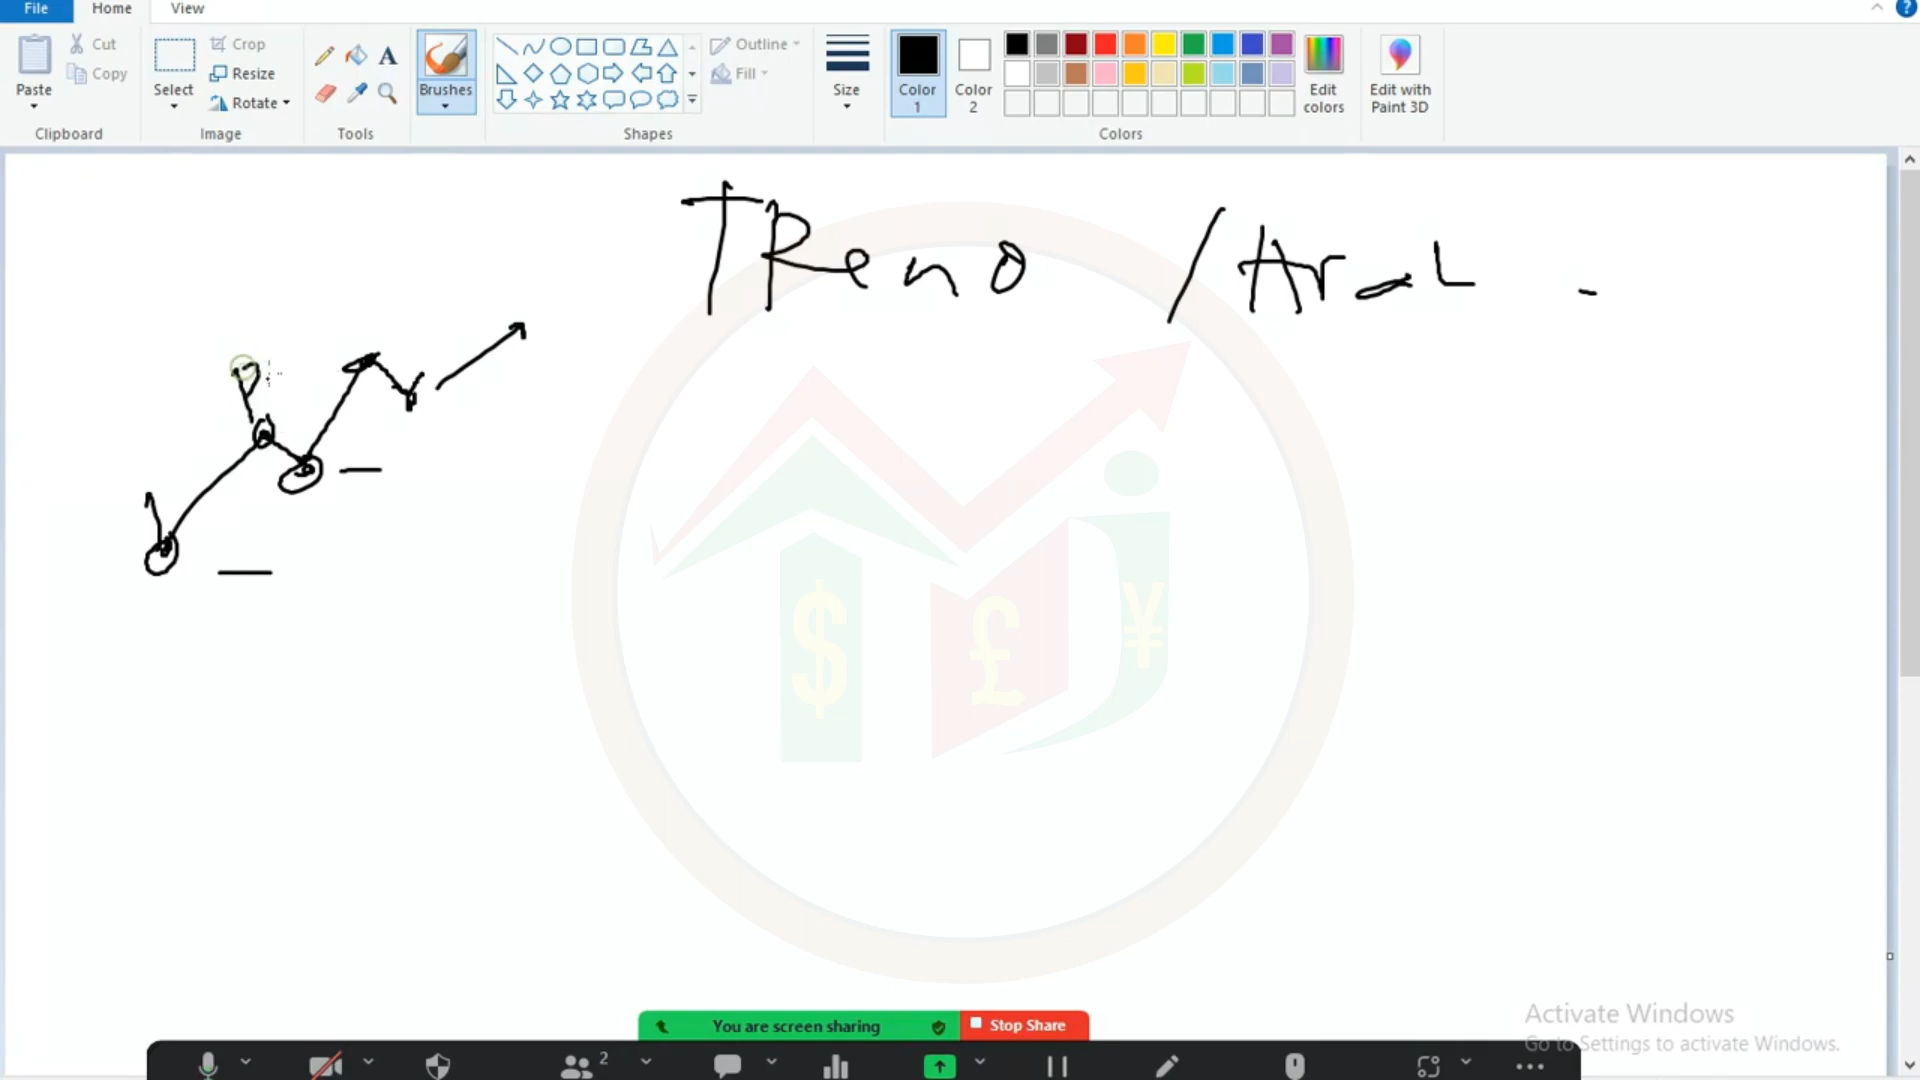 File Home View
Cut
Copy
Paste
Clipboard
Crop
Resize
Rotate
Select
Image
Tools
Brushes
Outline
Fill
Shapes
Size
Color 1
Color 2
Edit colors
Colors
Edit with Paint 3D
$ £ ¥
Activate Windows
Go to Settings to activate Windows.
You are screen sharing
Stop Share
2